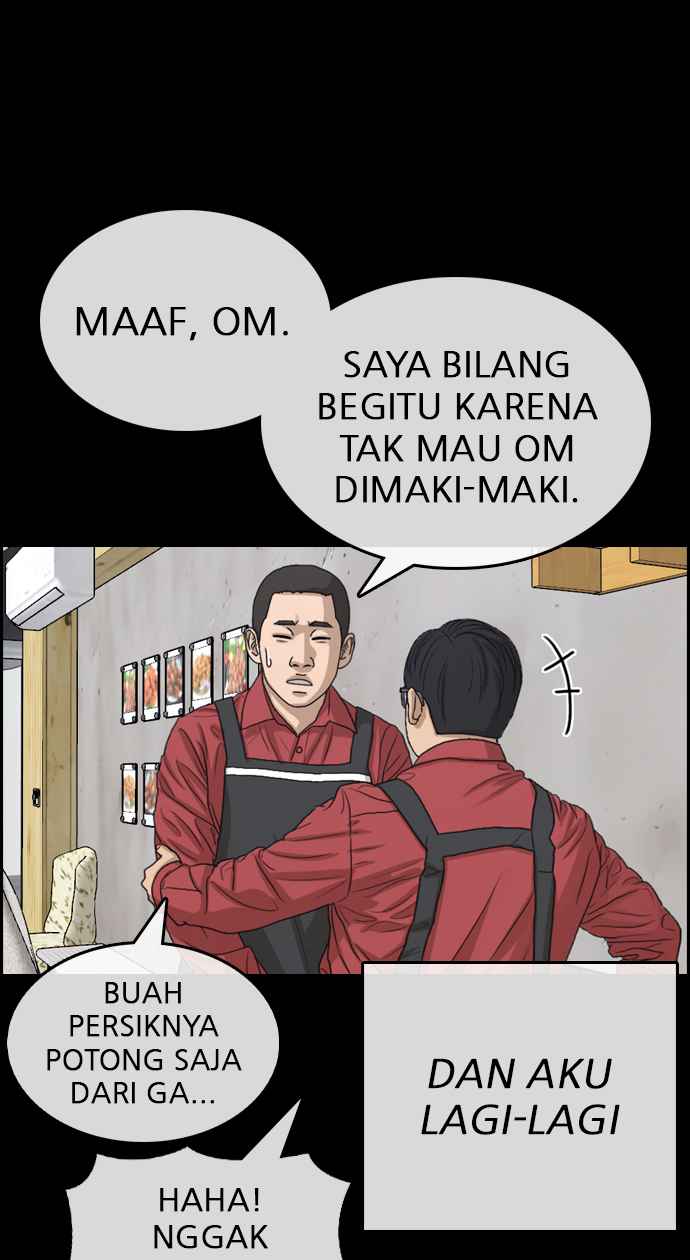 MAAF, OM.
SAYA BILANG
BEGITU KARENA
TAK MAU OM
DIMAKI-MAKI.
BUAH
PERSIKNYA
POTONG SAJA
DARI GA...
DAN AKU
LAGI-LAGI
HAHA!
NGGAK